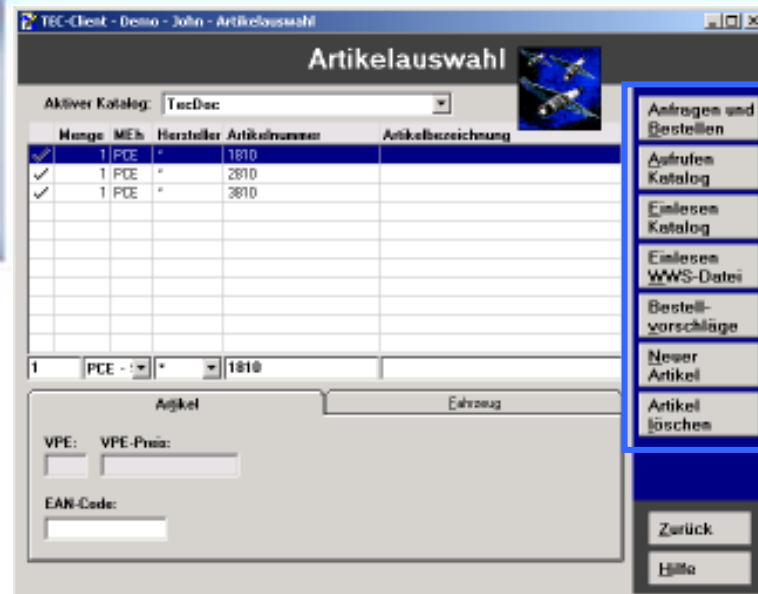 TEC-Client - Demo - John - Artikelauswahl
Artikelauswahl
Aktiver Katalog: TecDoc
Menge MEh Hersteller Artikelnummer Artikelbezeichnung
1 PCE * 1810
1 PCE * 2810
1 PCE * 3810
1 PCE - * 1810
Artikel Fahrzeug
VPE: VPE-Preis:
EAN-Code:
Anfragen und
Bestellen
Aufrufen
Katalog
Einlesen
Katalog
Einlesen
WWS-Datei
Bestell-
vorschläge
Neuer
Artikel
Artikel
löschen
Zurück
Hilfe